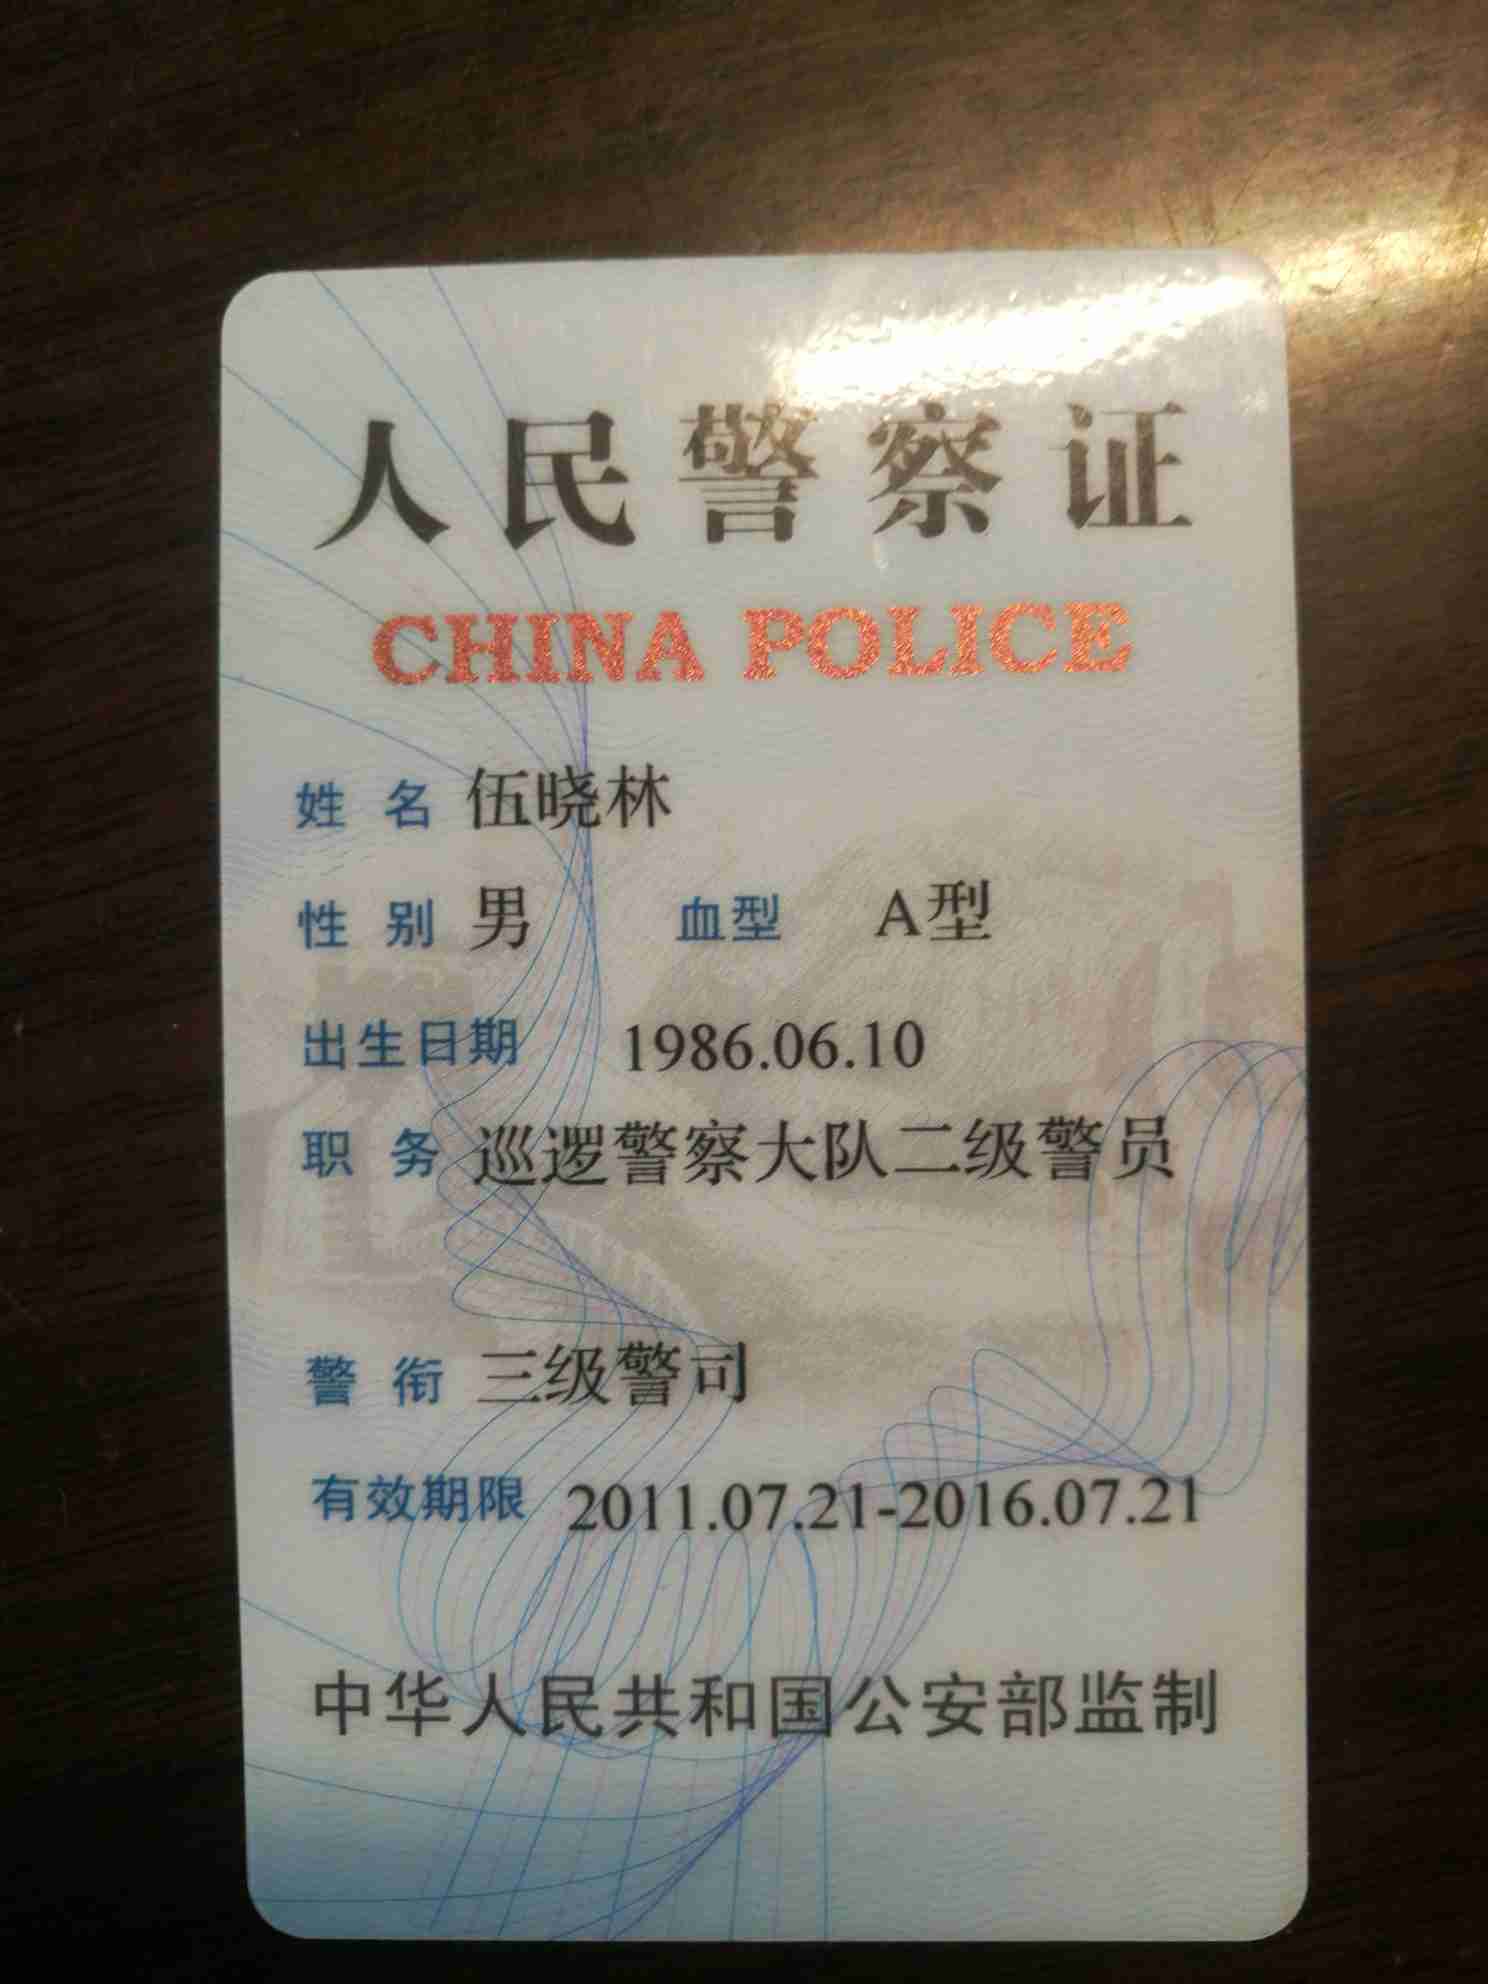 人民警察证
CHINA POLICE
姓 名 伍晓林
性 别 男 血型 A型
出生日期 1986.06.10
职 务 巡逻警察大队二级警员
警 衔 三级警司
有效期限 2011.07.21-2016.07.21
中华人民共和国公安部监制